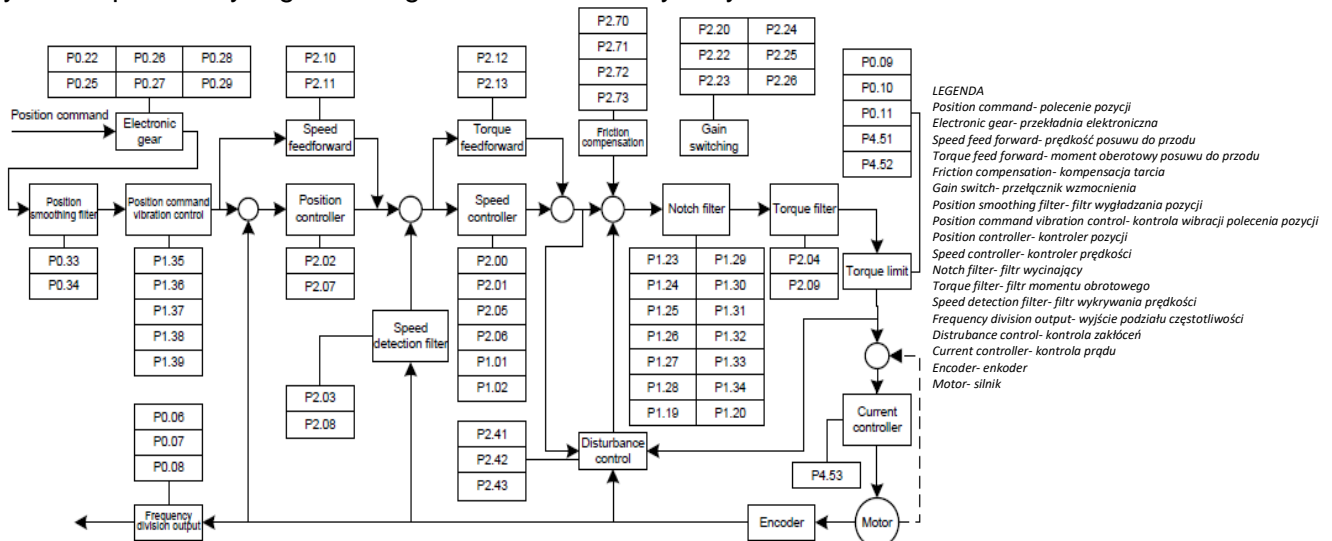 P2.70
P2.71
P2.72
P2.73
P2.20 P2.24
P2.22 P2.25
P2.23 P2.26
P0.22 P0.26 P0.28
P0.25 P0.27 P0.29
P2.10
P2.11
P2.12
P2.13
P0.09
P0.10
P0.11
P4.51
P4.52
Position command
Electronic
gear
Speed
feedforward
Torque
feedforward
Friction
compensation
Gain
switching
Position
smoothing filter
Position command
vibration control
Position
controller
Speed
controller
Notch filter
Torque filter
Torque limit
P0.33
P0.34
P1.35
P1.36
P1.37
P1.38
P1.39
P2.02
P2.07
P2.00
P2.01
P2.05
P2.06
P1.01
P1.02
P1.23 P1.29
P1.24 P1.30
P1.25 P1.31
P1.26 P1.32
P1.27 P1.33
P1.28 P1.34
P1.19 P1.20
P2.04
P2.09
Speed
detection filter
P2.03
P2.08
P0.06
P0.07
P0.08
P2.41
P2.42
P2.43
Disturbance
control
Current
controller
P4.53
Frequency
division output
Encoder
Motor
LEGENDA
Position command- polecenie pozycji
Electronic gear- przekładnia elektroniczna
Speed feed forward- prędkość posuwu do przodu
Torque feed forward- moment oberotowy posuwu do przodu
Friction compensation- kompensacja tarcia
Gain switch- przełącznik wzmocnienia
Position smoothing filter- filtr wygładzania pozycji
Position command vibration control- kontrola wibracji polecenia pozycji
Position controller- kontroler pozycji
Speed controller- kontroler prędkości
Notch filter- filtr wycinający
Torque filter- filtr momentu obrotowego
Speed detection filter- filtr wykrywania prędkości
Frequency division output- wyjście podziału częstotliwości
Distrubance control- kontrola zakłóceń
Current controller- kontrola prądu
Encoder- enkoder
Motor- silnik